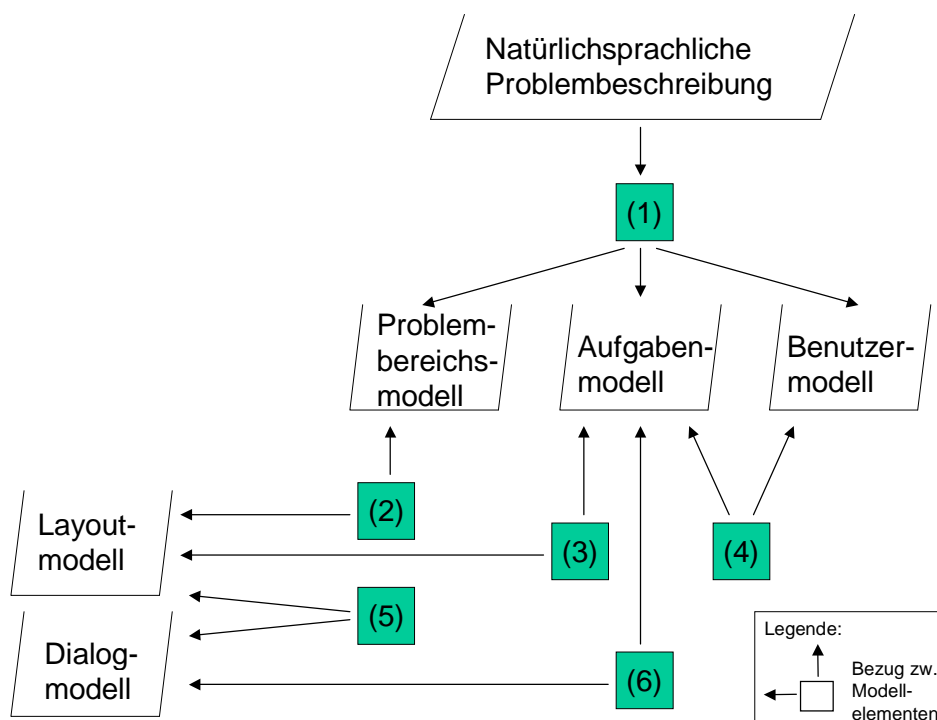 Natürlichsprachliche
Problembeschreibung
(1)
Problem-
bereichs-
modell
Aufgaben-
modell
Benutzer-
modell
(2)
Layout-
modell
(3)
(4)
(5)
Dialog-
modell
(6)
Legende:
Bezug zw.
Modell-
elementen